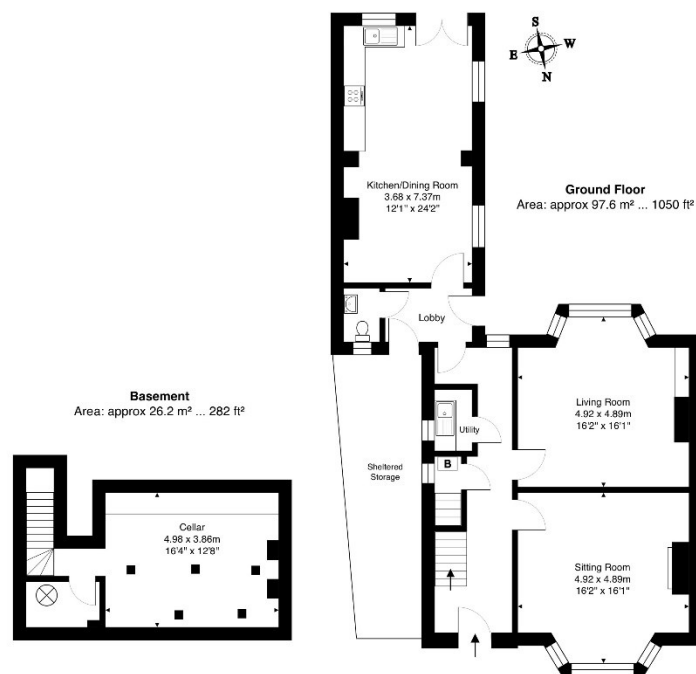 S
E
W
N
Kitchen/Dining Room
3.68 x 7.37m
12'1" x 24'2"
Ground Floor
Area: approx 97.6 m² ... 1050 ft²
Lobby
Basement
Area: approx 26.2 m² ... 282 ft²
Living Room
4.92 x 4.89m
16'2" x 16'1"
Utility
B
Sheltered
Storage
Cellar
4.98 x 3.86m
16'4" x 12'8"
Sitting Room
4.92 x 4.89m
16'2" x 16'1"